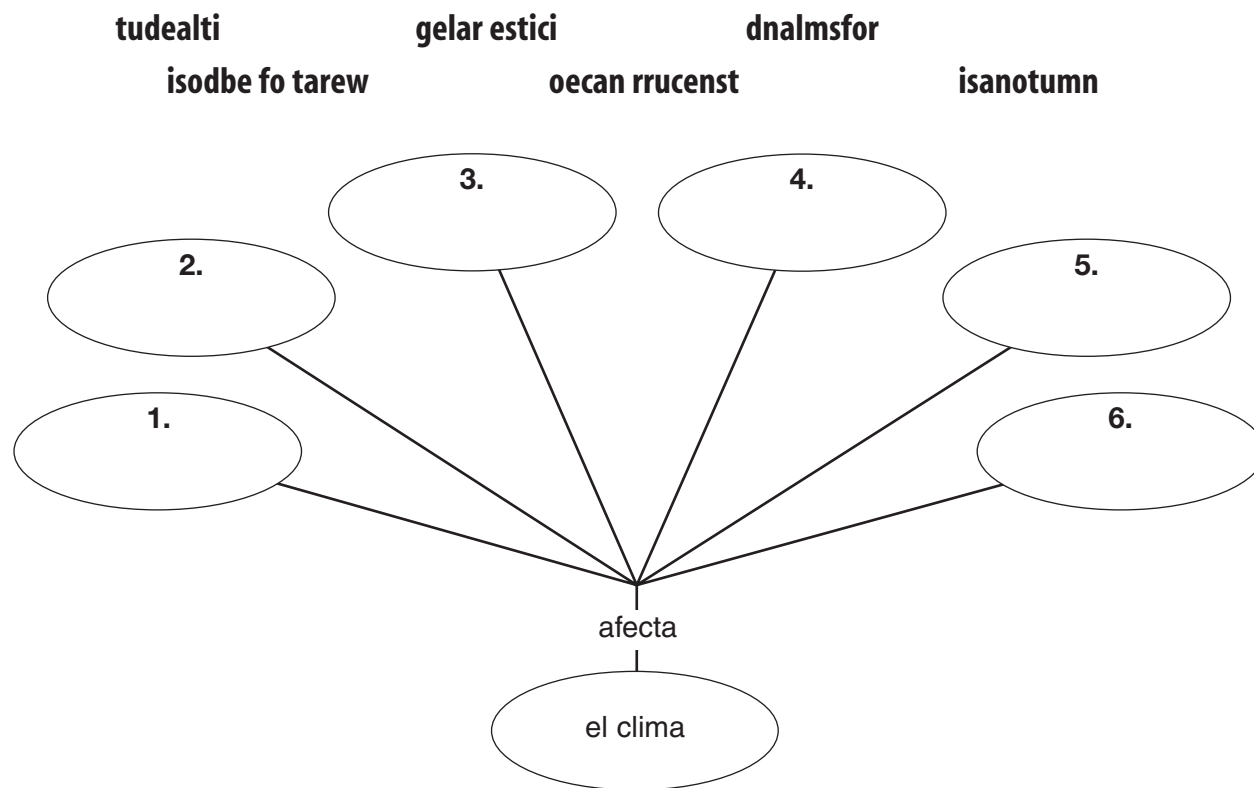 tudealti gelar estici dnalmsfor
isodbe fo tarew oecan rrucenst isanotumn
3. 4.
2. 5.
1. 6.
afecta
el clima